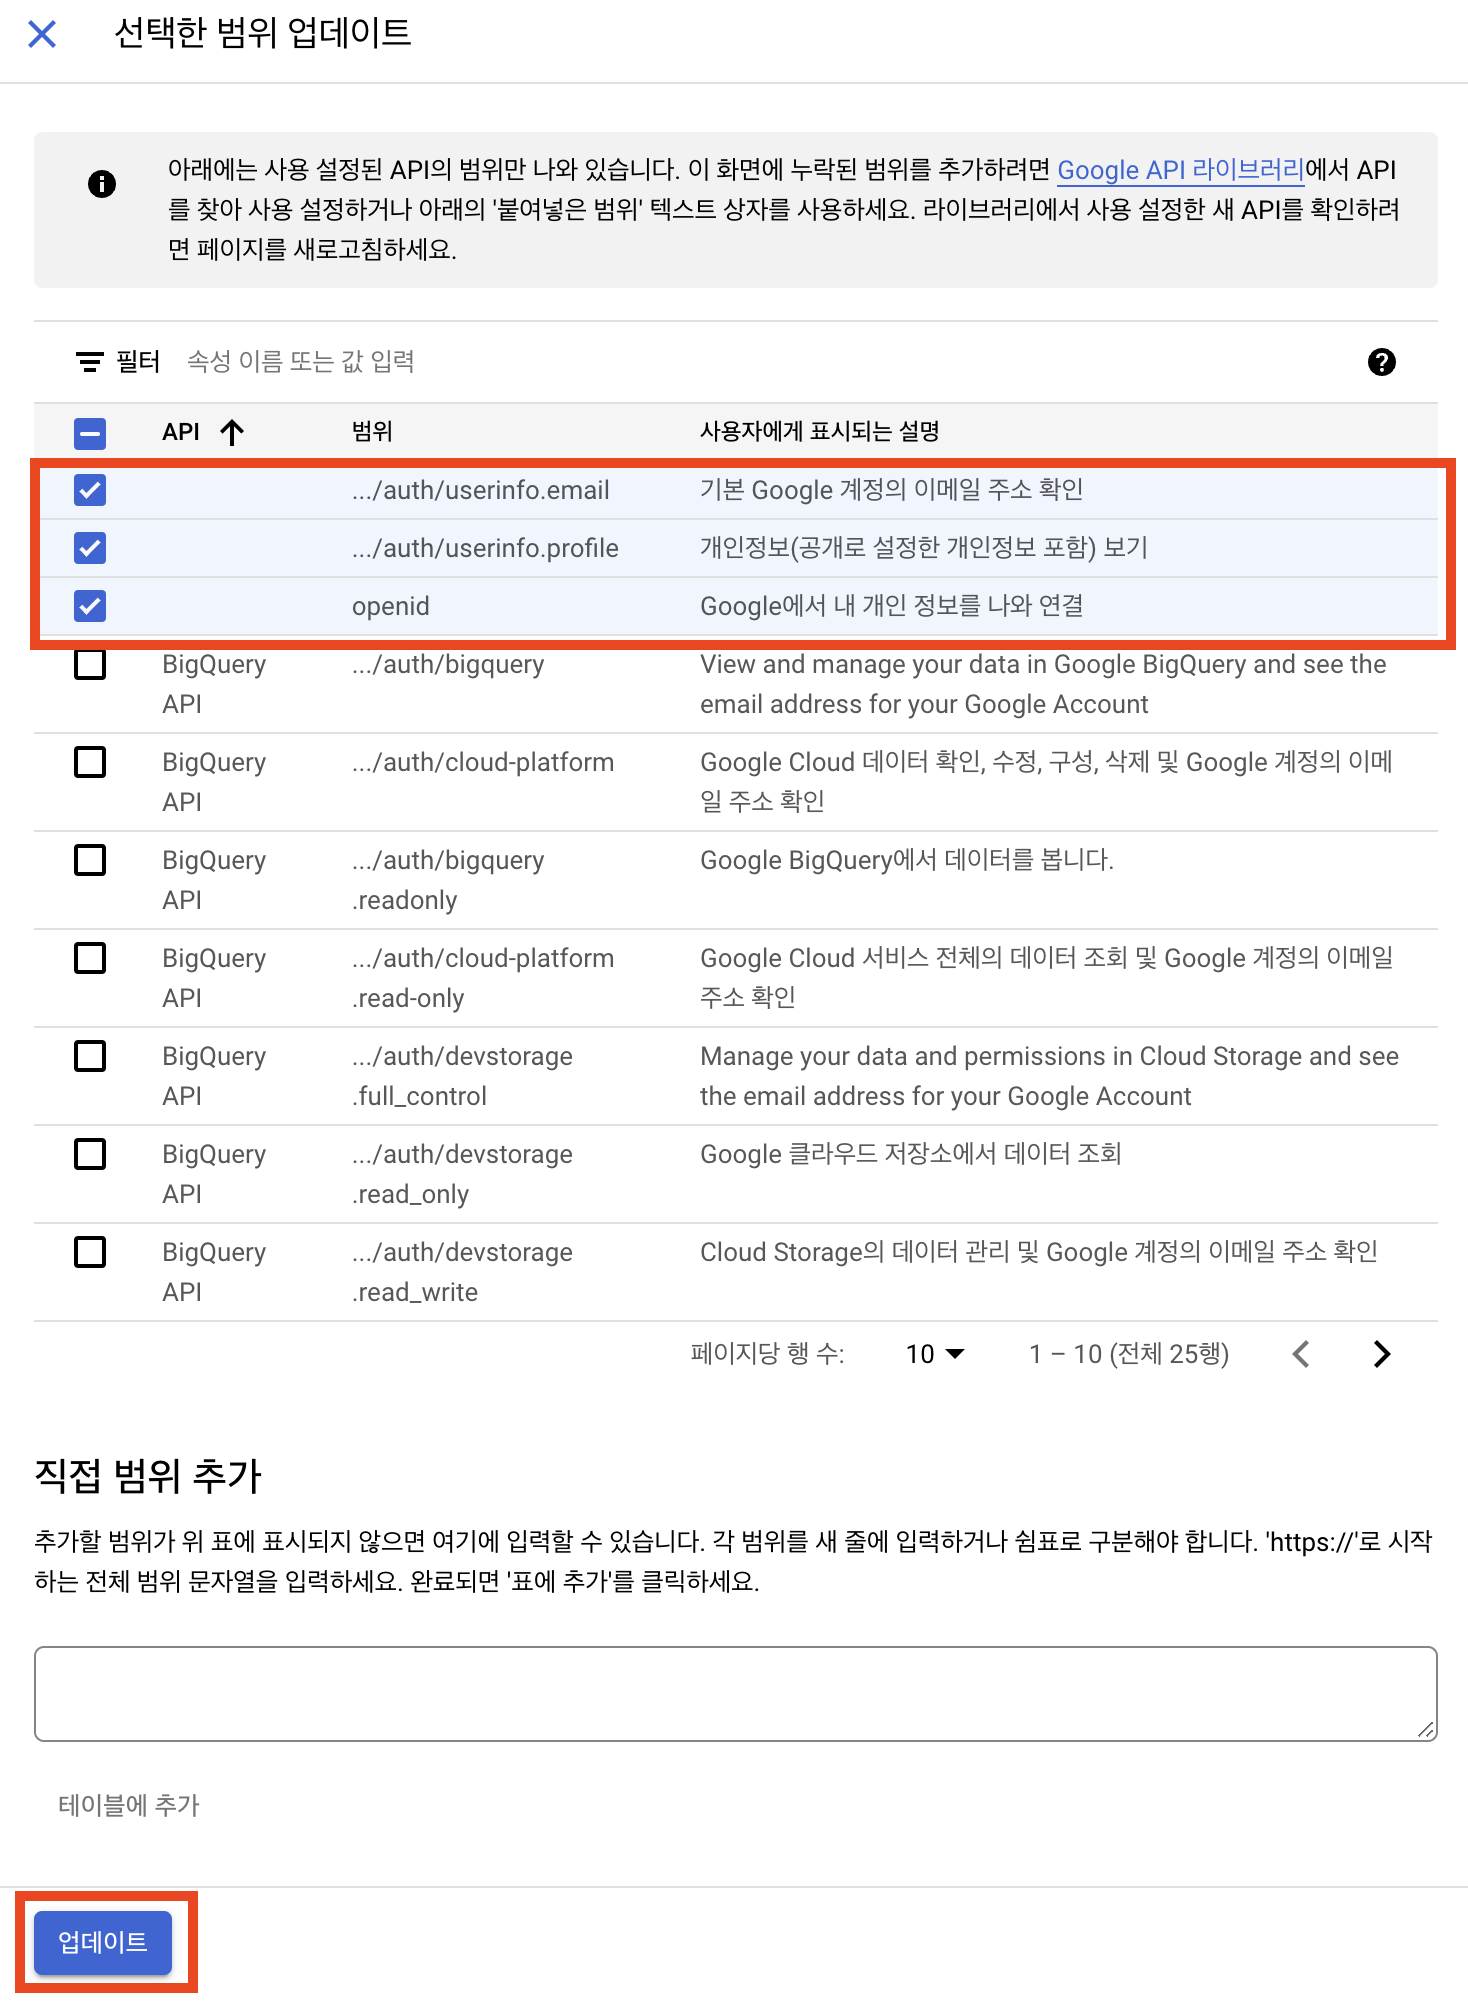 선택한 범위 업데이트
아래에는 사용 설정된 API의 범위만 나와 있습니다. 이 화면에 누락된 범위를 추가하려면 Google API 라이브러리에서 API
를 찾아 사용 설정하거나 아래의 '붙여넣은 범위' 텍스트 상자를 사용하세요. 라이브러리에서 사용 설정한 새 API를 확인하려
면 페이지를 새로고침하세요.
필터 속성 이름 또는 값 입력
API 범위 사용자에게 표시되는 설명
.../auth/userinfo.email 기본 Google 계정의 이메일 주소 확인
.../auth/userinfo.profile 개인정보(공개로 설정한 개인정보 포함) 보기
openid Google에서 내 개인 정보를 나와 연결
BigQuery .../auth/bigquery View and manage your data in Google BigQuery and see the
API email address for your Google Account
BigQuery .../auth/cloud-platform Google Cloud 데이터 확인, 수정, 구성, 삭제 및 Google 계정의 이메
API 일 주소 확인
BigQuery .../auth/bigquery Google BigQuery에서 데이터를 봅니다.
API .readonly
BigQuery .../auth/cloud-platform Google Cloud 서비스 전체의 데이터 조회 및 Google 계정의 이메일
API .read-only 주소 확인
BigQuery .../auth/devstorage Manage your data and permissions in Cloud Storage and see
API .full_control the email address for your Google Account
BigQuery .../auth/devstorage Google 클라우드 저장소에서 데이터 조회
API .read_only
BigQuery .../auth/devstorage Cloud Storage의 데이터 관리 및 Google 계정의 이메일 주소 확인
API .read_write
페이지당 행 수: 10 1 – 10 (전체 25행)
직접 범위 추가
추가할 범위가 위 표에 표시되지 않으면 여기에 입력할 수 있습니다. 각 범위를 새 줄에 입력하거나 쉼표로 구분해야 합니다. 'https://'로 시작
하는 전체 범위 문자열을 입력하세요. 완료되면 '표에 추가'를 클릭하세요.
테이블에 추가
업데이트